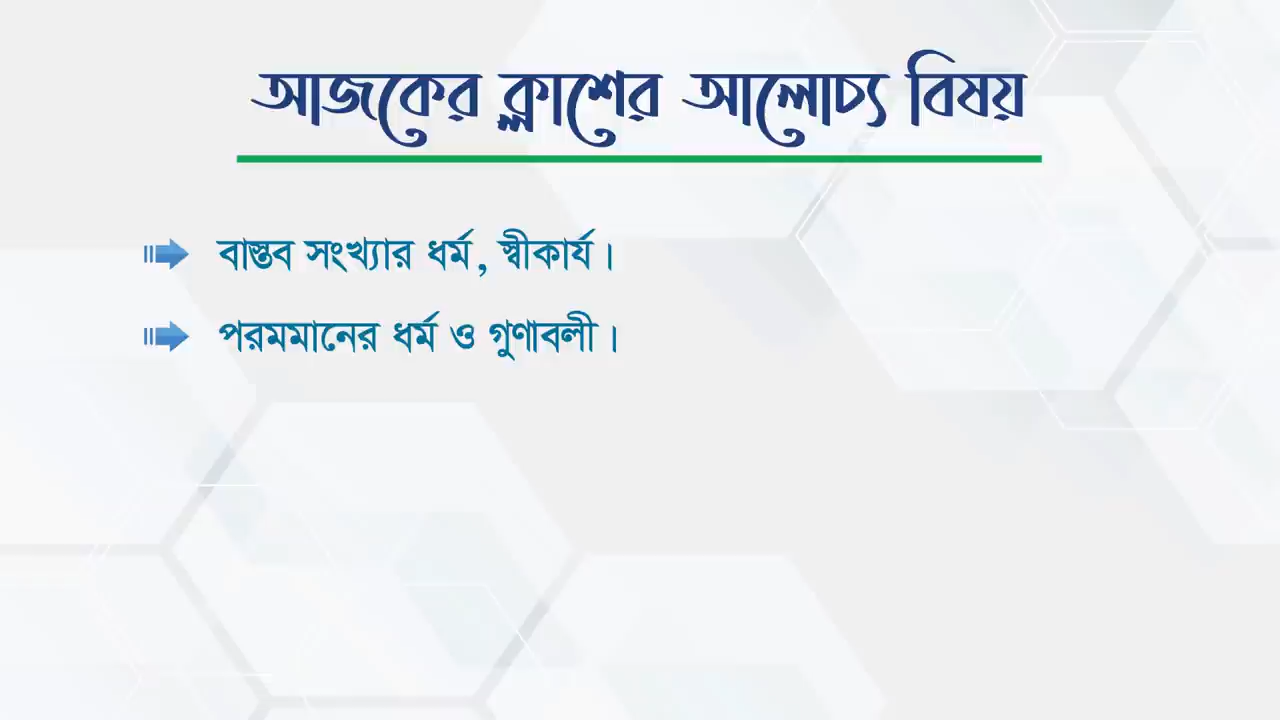 আজকের ক্লাশের আলোচ্য বিষয়
বাস্তব সংখ্যার ধর্ম, স্বীকার্য।
পরমমানের ধর্ম ও গুণাবলী।